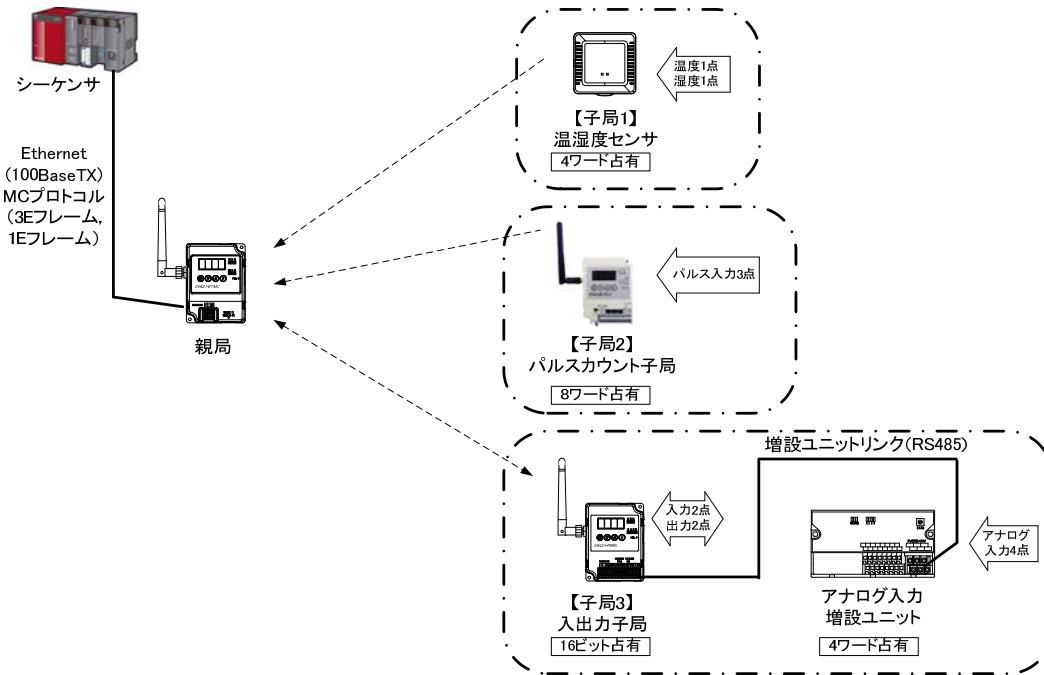 シーケンサ
Ethernet
(100BaseTX)
MCプロトコル
(3Eフレーム,
1Eフレーム)
親局
温度1点
湿度1点
【子局1】
温湿度センサ
4ワード占有
パルス入力3点
【子局2】
パルスカウント子局
8ワード占有
増設ユニットリンク(RS485)
入力2点
出力2点
アナログ
入力4点
【子局3】
入出力子局
16ビット占有
アナログ入力
増設ユニット
4ワード占有